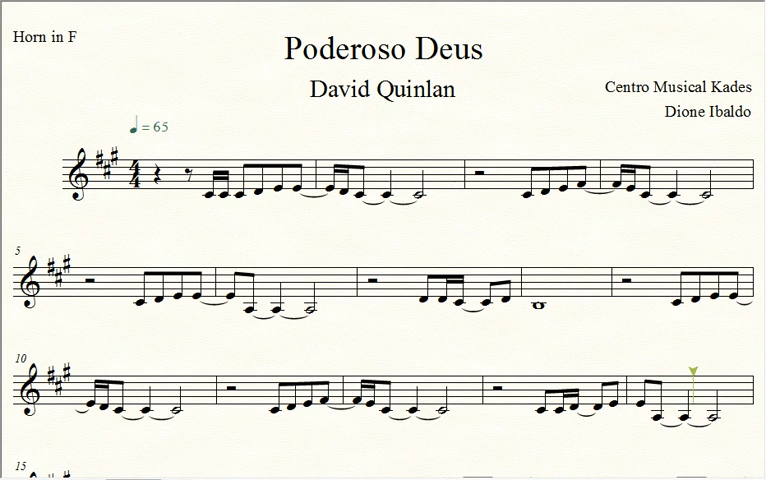 Horn in F
Poderoso Deus
David Quinlan
Centro Musical Kades
Dione Ibaldo
= 65
5
10
15